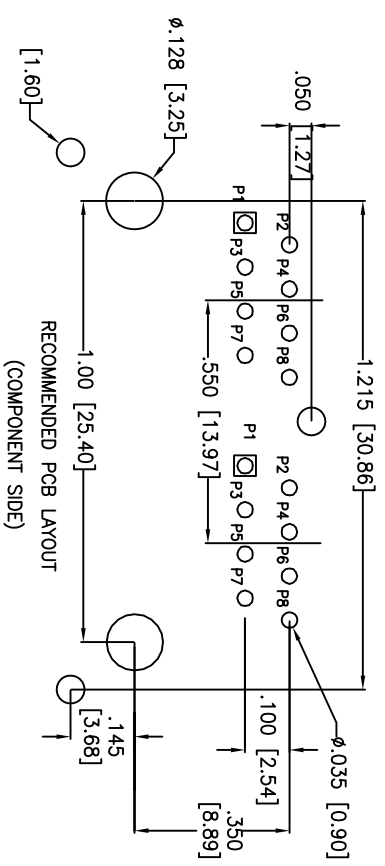 .050
[1.27]
1.215 [30.86]
ø.128 [3.25]
[1.60]
P1
P2
P3
P4
P5
P6
P7
P8
P1
P2
P3
P4
P5
P6
P7
P8
.550 [13.97]
1.00 [25.40]
ø.035 [0.90]
.100 [2.54]
.350
[8.89]
.145
[3.68]
RECOMMENDED PCB LAYOUT
(COMPONENT SIDE)